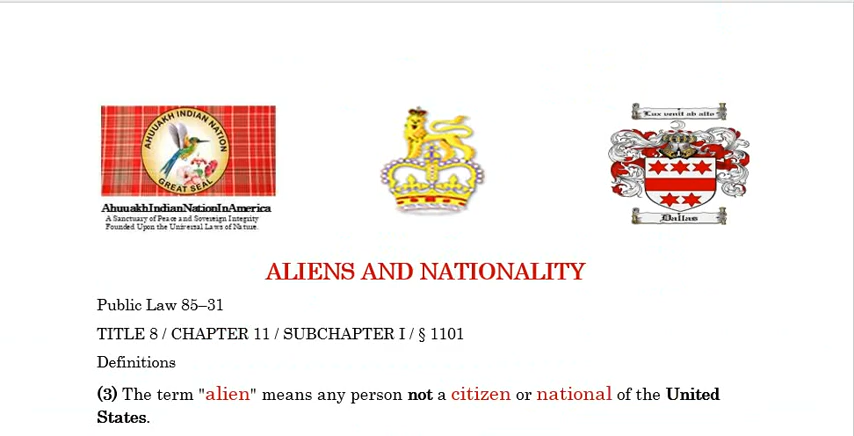 AHUUAKH INDIAN NATION
GREAT SEAL
AhuuakhIndianNationInAmerica
A Sanctuary of Peace and Sovereign Integrity
Founded Upon the Universal Laws of Nature.
Lux venit ab alto
Dallas
ALIENS AND NATIONALITY
Public Law 85–31
TITLE 8 / CHAPTER 11 / SUBCHAPTER I / § 1101
Definitions
(3) The term "alien" means any person not a citizen or national of the United
States.